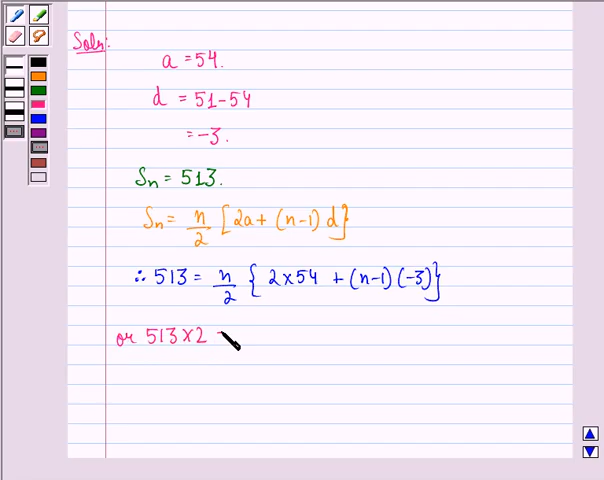 Soln:
a = 54.
d = 51-54
= -3.
Sn = 513.
Sn = n/2 [2a + (n-1) d]
∴ 513 = n/2 { 2×54 + (n-1) (-3)}
or 513×2